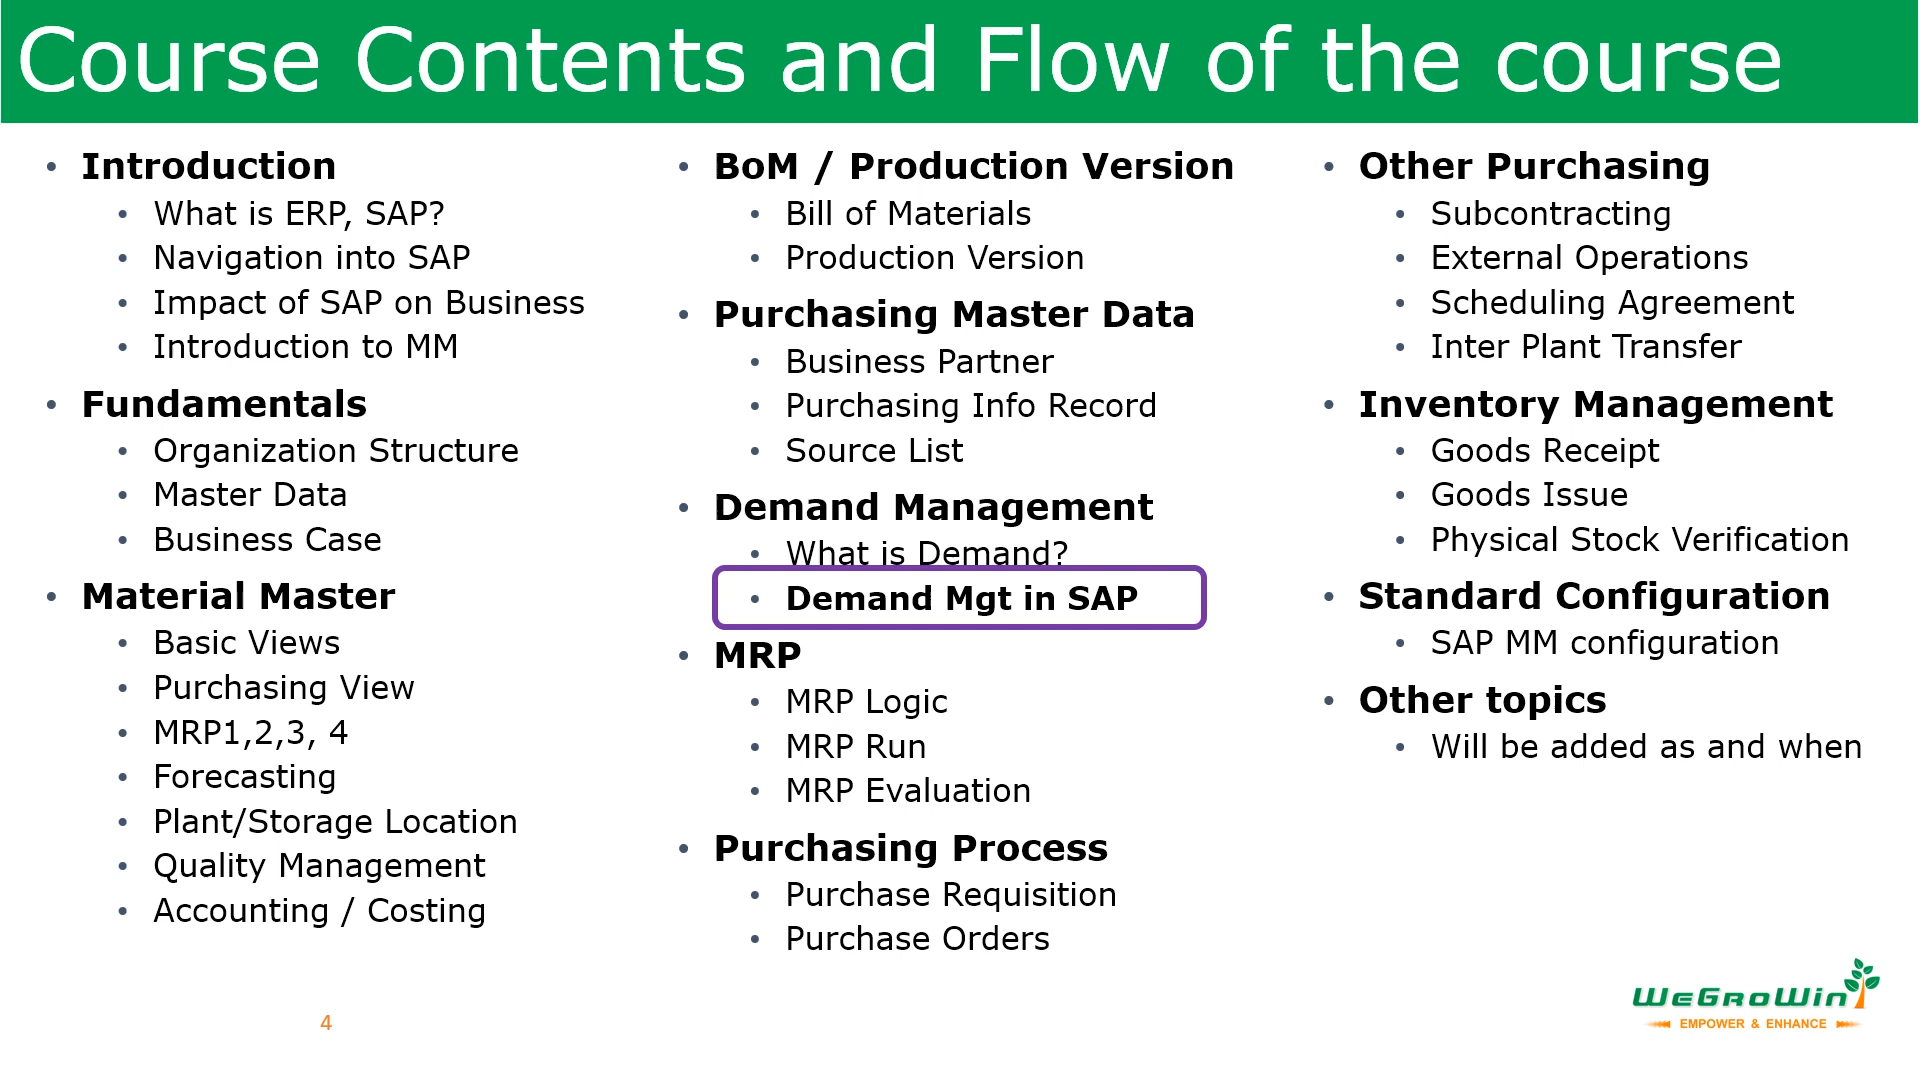 Course Contents and Flow of the course
• Introduction
• What is ERP, SAP?
• Navigation into SAP
• Impact of SAP on Business
• Introduction to MM
• Fundamentals
• Organization Structure
• Master Data
• Business Case
• Material Master
• Basic Views
• Purchasing View
• MRP1,2,3, 4
• Forecasting
• Plant/Storage Location
• Quality Management
• Accounting / Costing
• BoM / Production Version
• Bill of Materials
• Production Version
• Purchasing Master Data
• Business Partner
• Purchasing Info Record
• Source List
• Demand Management
• What is Demand?
• Demand Mgt in SAP
• MRP
• MRP Logic
• MRP Run
• MRP Evaluation
• Purchasing Process
• Purchase Requisition
• Purchase Orders
• Other Purchasing
• Subcontracting
• External Operations
• Scheduling Agreement
• Inter Plant Transfer
• Inventory Management
• Goods Receipt
• Goods Issue
• Physical Stock Verification
• Standard Configuration
• SAP MM configuration
• Other topics
• Will be added as and when
4
WeGroWin
EMPOWER & ENHANCE